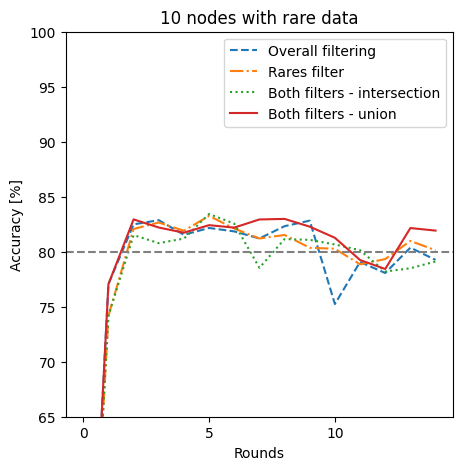 10 nodes with rare data
100
95
90
85
80
75
70
65
Accuracy [%]
Overall filtering
Rares filter
Both filters - intersection
Both filters - union
0
5
10
Rounds